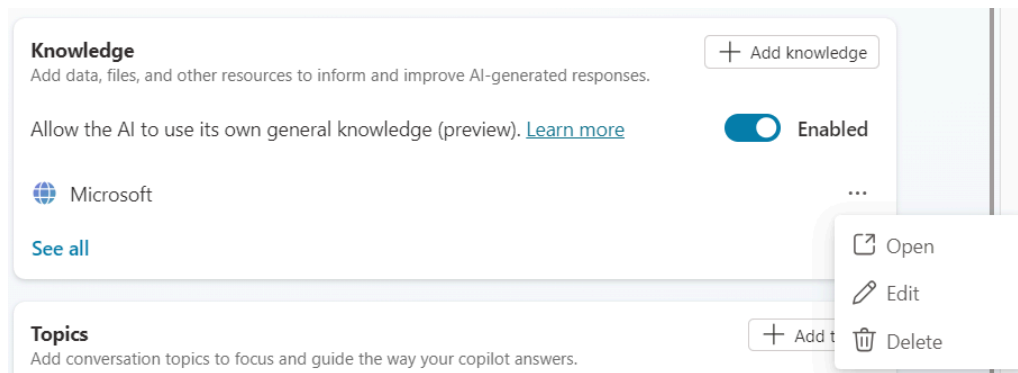 Knowledge
+ Add knowledge
Add data, files, and other resources to inform and improve AI-generated responses.
Allow the AI to use its own general knowledge (preview). Learn more
Enabled
Microsoft
...
See all
Open
Edit
Delete
Topics
+ Add t
Add conversation topics to focus and guide the way your copilot answers.